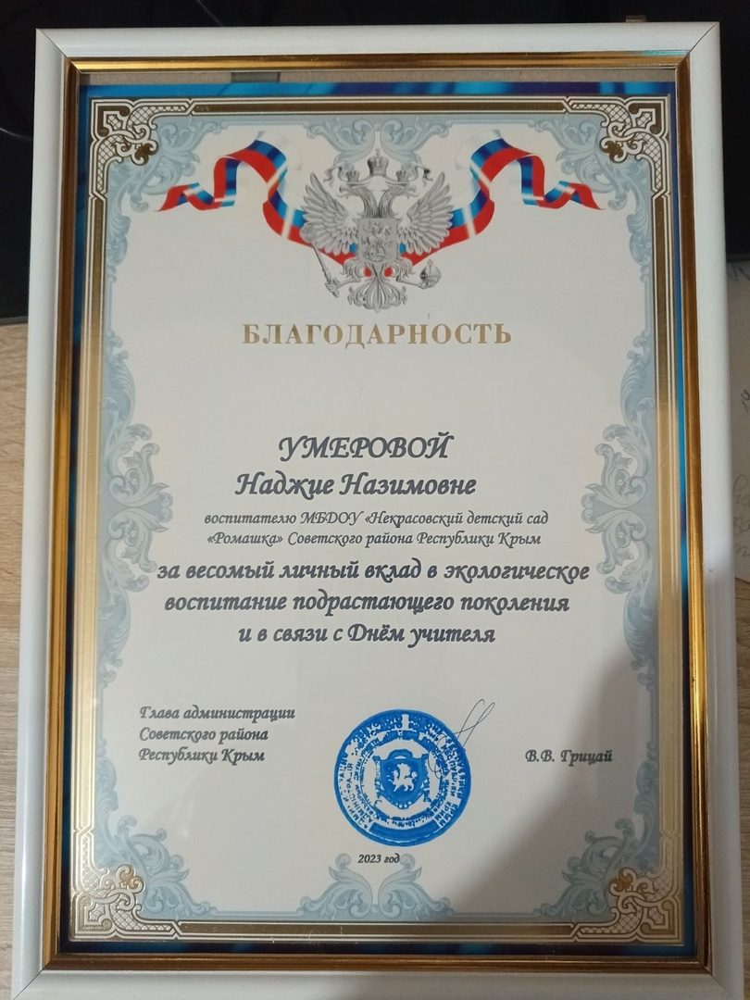 БЛАГОДАРНОСТЬ
УМЕРОВОЙ
Наджие Назимовне
воспитателю МБДОУ «Некрасовский детский сад
«Ромашка» Советского района Республики Крым
за весомый личный вклад в экологическое
воспитание подрастающего поколения
и в связи с Днём учителя
Глава администрации
Советского района
Республики Крым
В.В. Грицай
2023 год